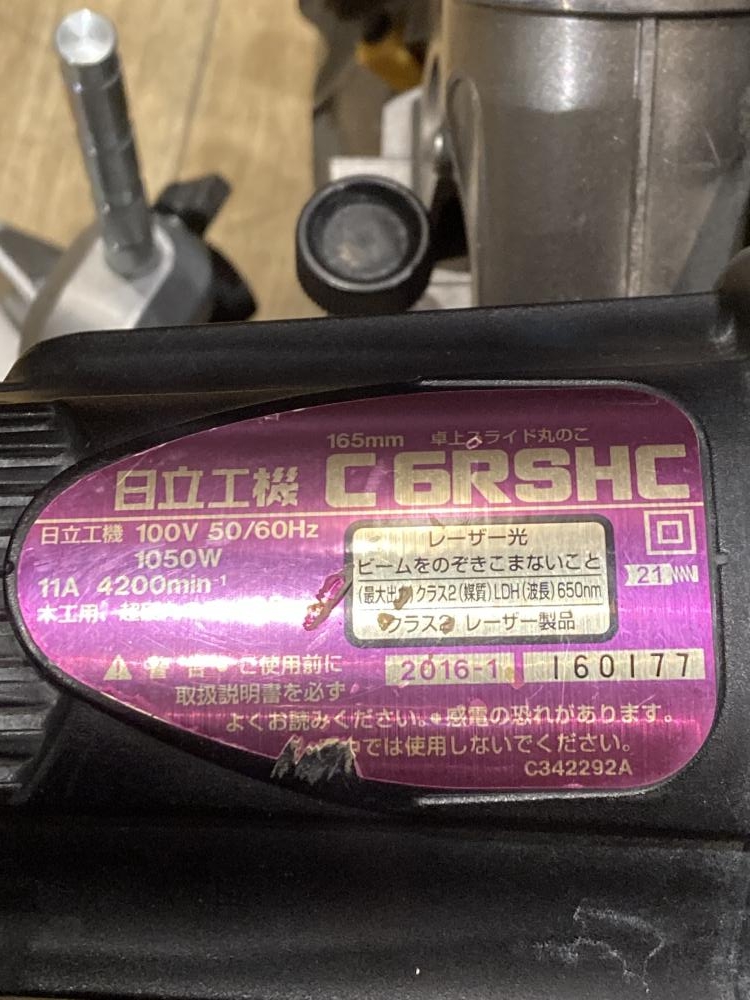 165mm 卓上スライド丸のこ
日立工機 C6RSHC
日立工機 100V 50/60Hz
1050W
11A 4200min-1
木工用
レーザー光
ビームをのぞきこまないこと
(最大出力)クラス2(媒質)LDH(波長)650nm
クラス2 レーザー製品
21
2016-1 160177
警告 ご使用前に
取扱説明書を必ず
よくお読みください。感電の恐れがあります。
中では使用しないでください。
C342292A